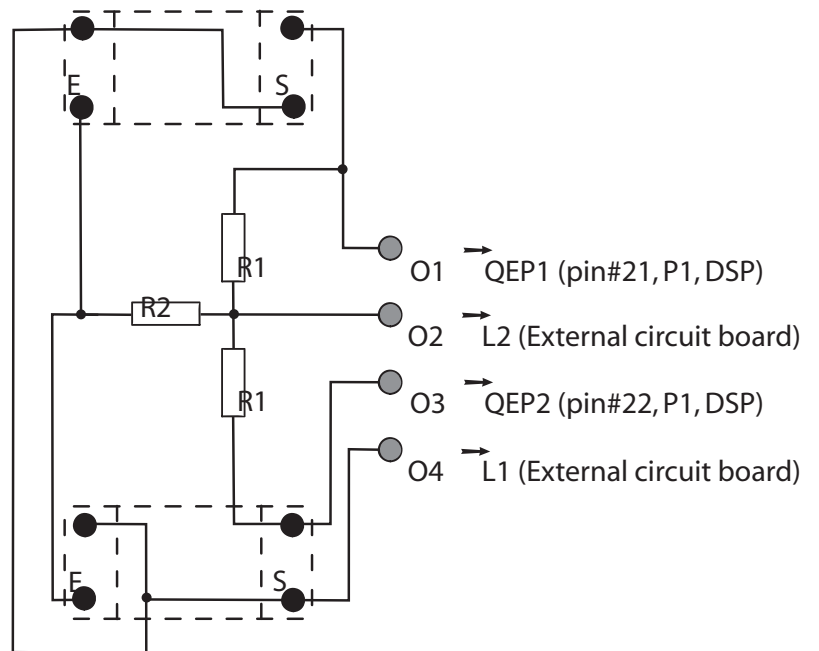 E S
R1
O1 QEP1 (pin#21, P1, DSP)
R2
O2 L2 (External circuit board)
R1
O3 QEP2 (pin#22, P1, DSP)
O4 L1 (External circuit board)
E S